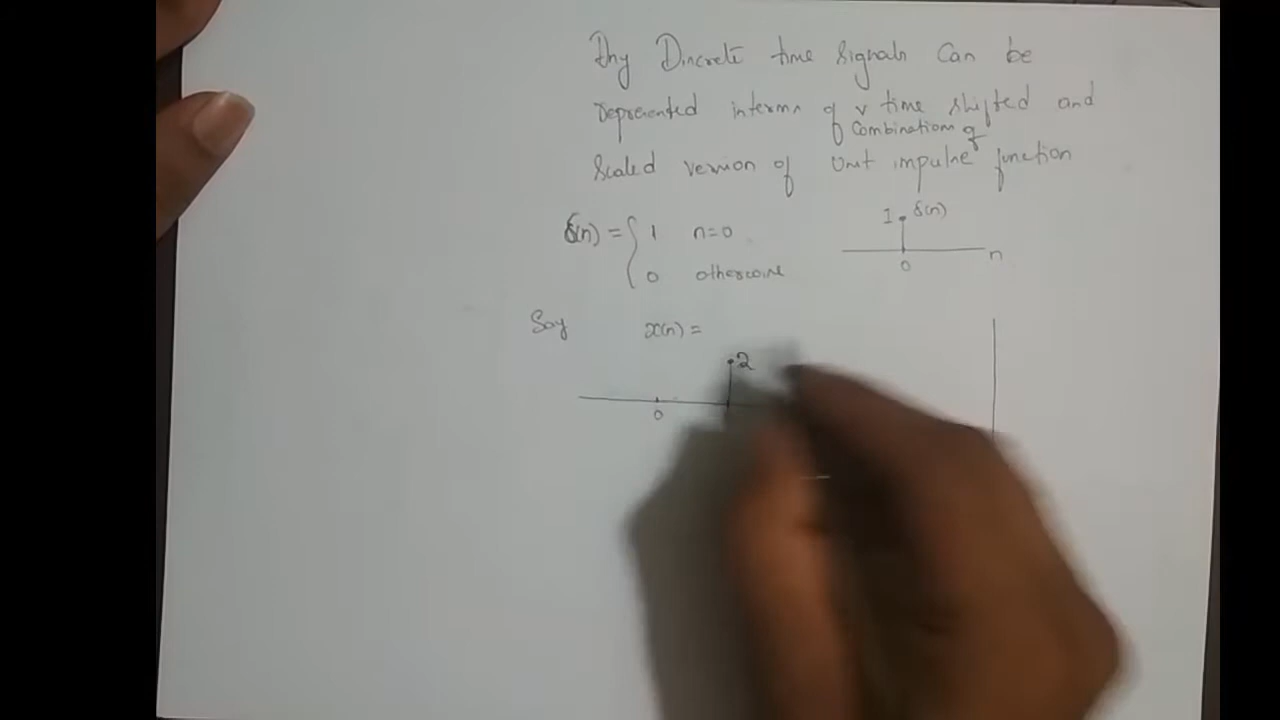 Any Discrete time Signals Can be
represented interms of ∨ time shifted and
Combination of
Scaled version of Unit impulse function
δ(n) = { 1 n=0
0 otherwise
1 δ(n)
0 n
Say x(n) =
2
0